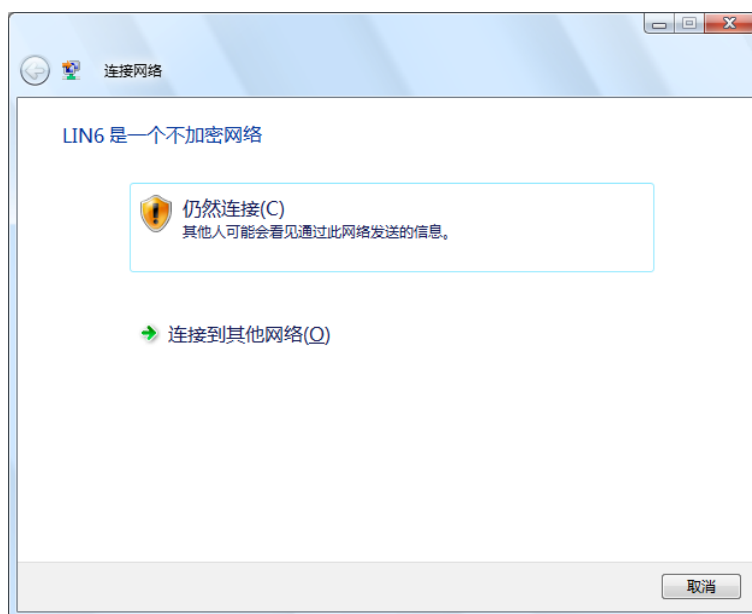 连接网络
LIN6 是一个不加密网络
仍然连接(C)
其他人可能会看见通过此网络发送的信息。
连接到其他网络(O)
取消